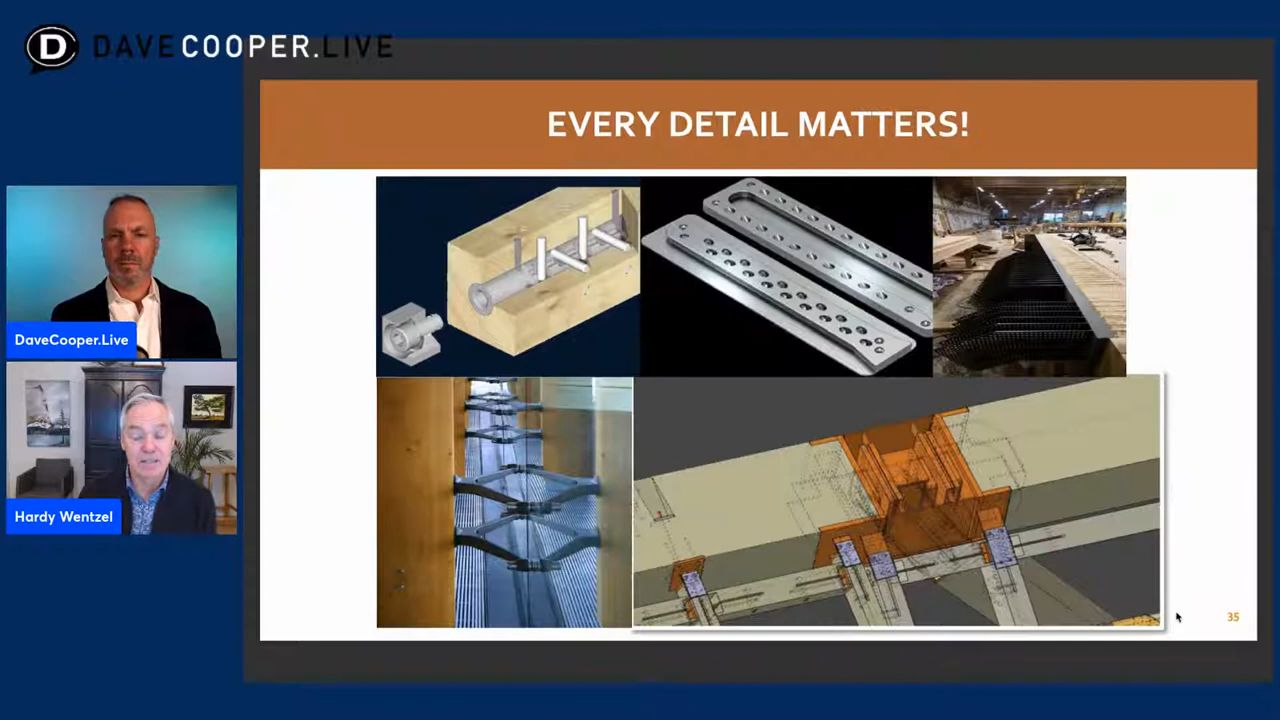 D DAVECOOPER.LIVE
EVERY DETAIL MATTERS!
DaveCooper.Live
Hardy Wentzel
35